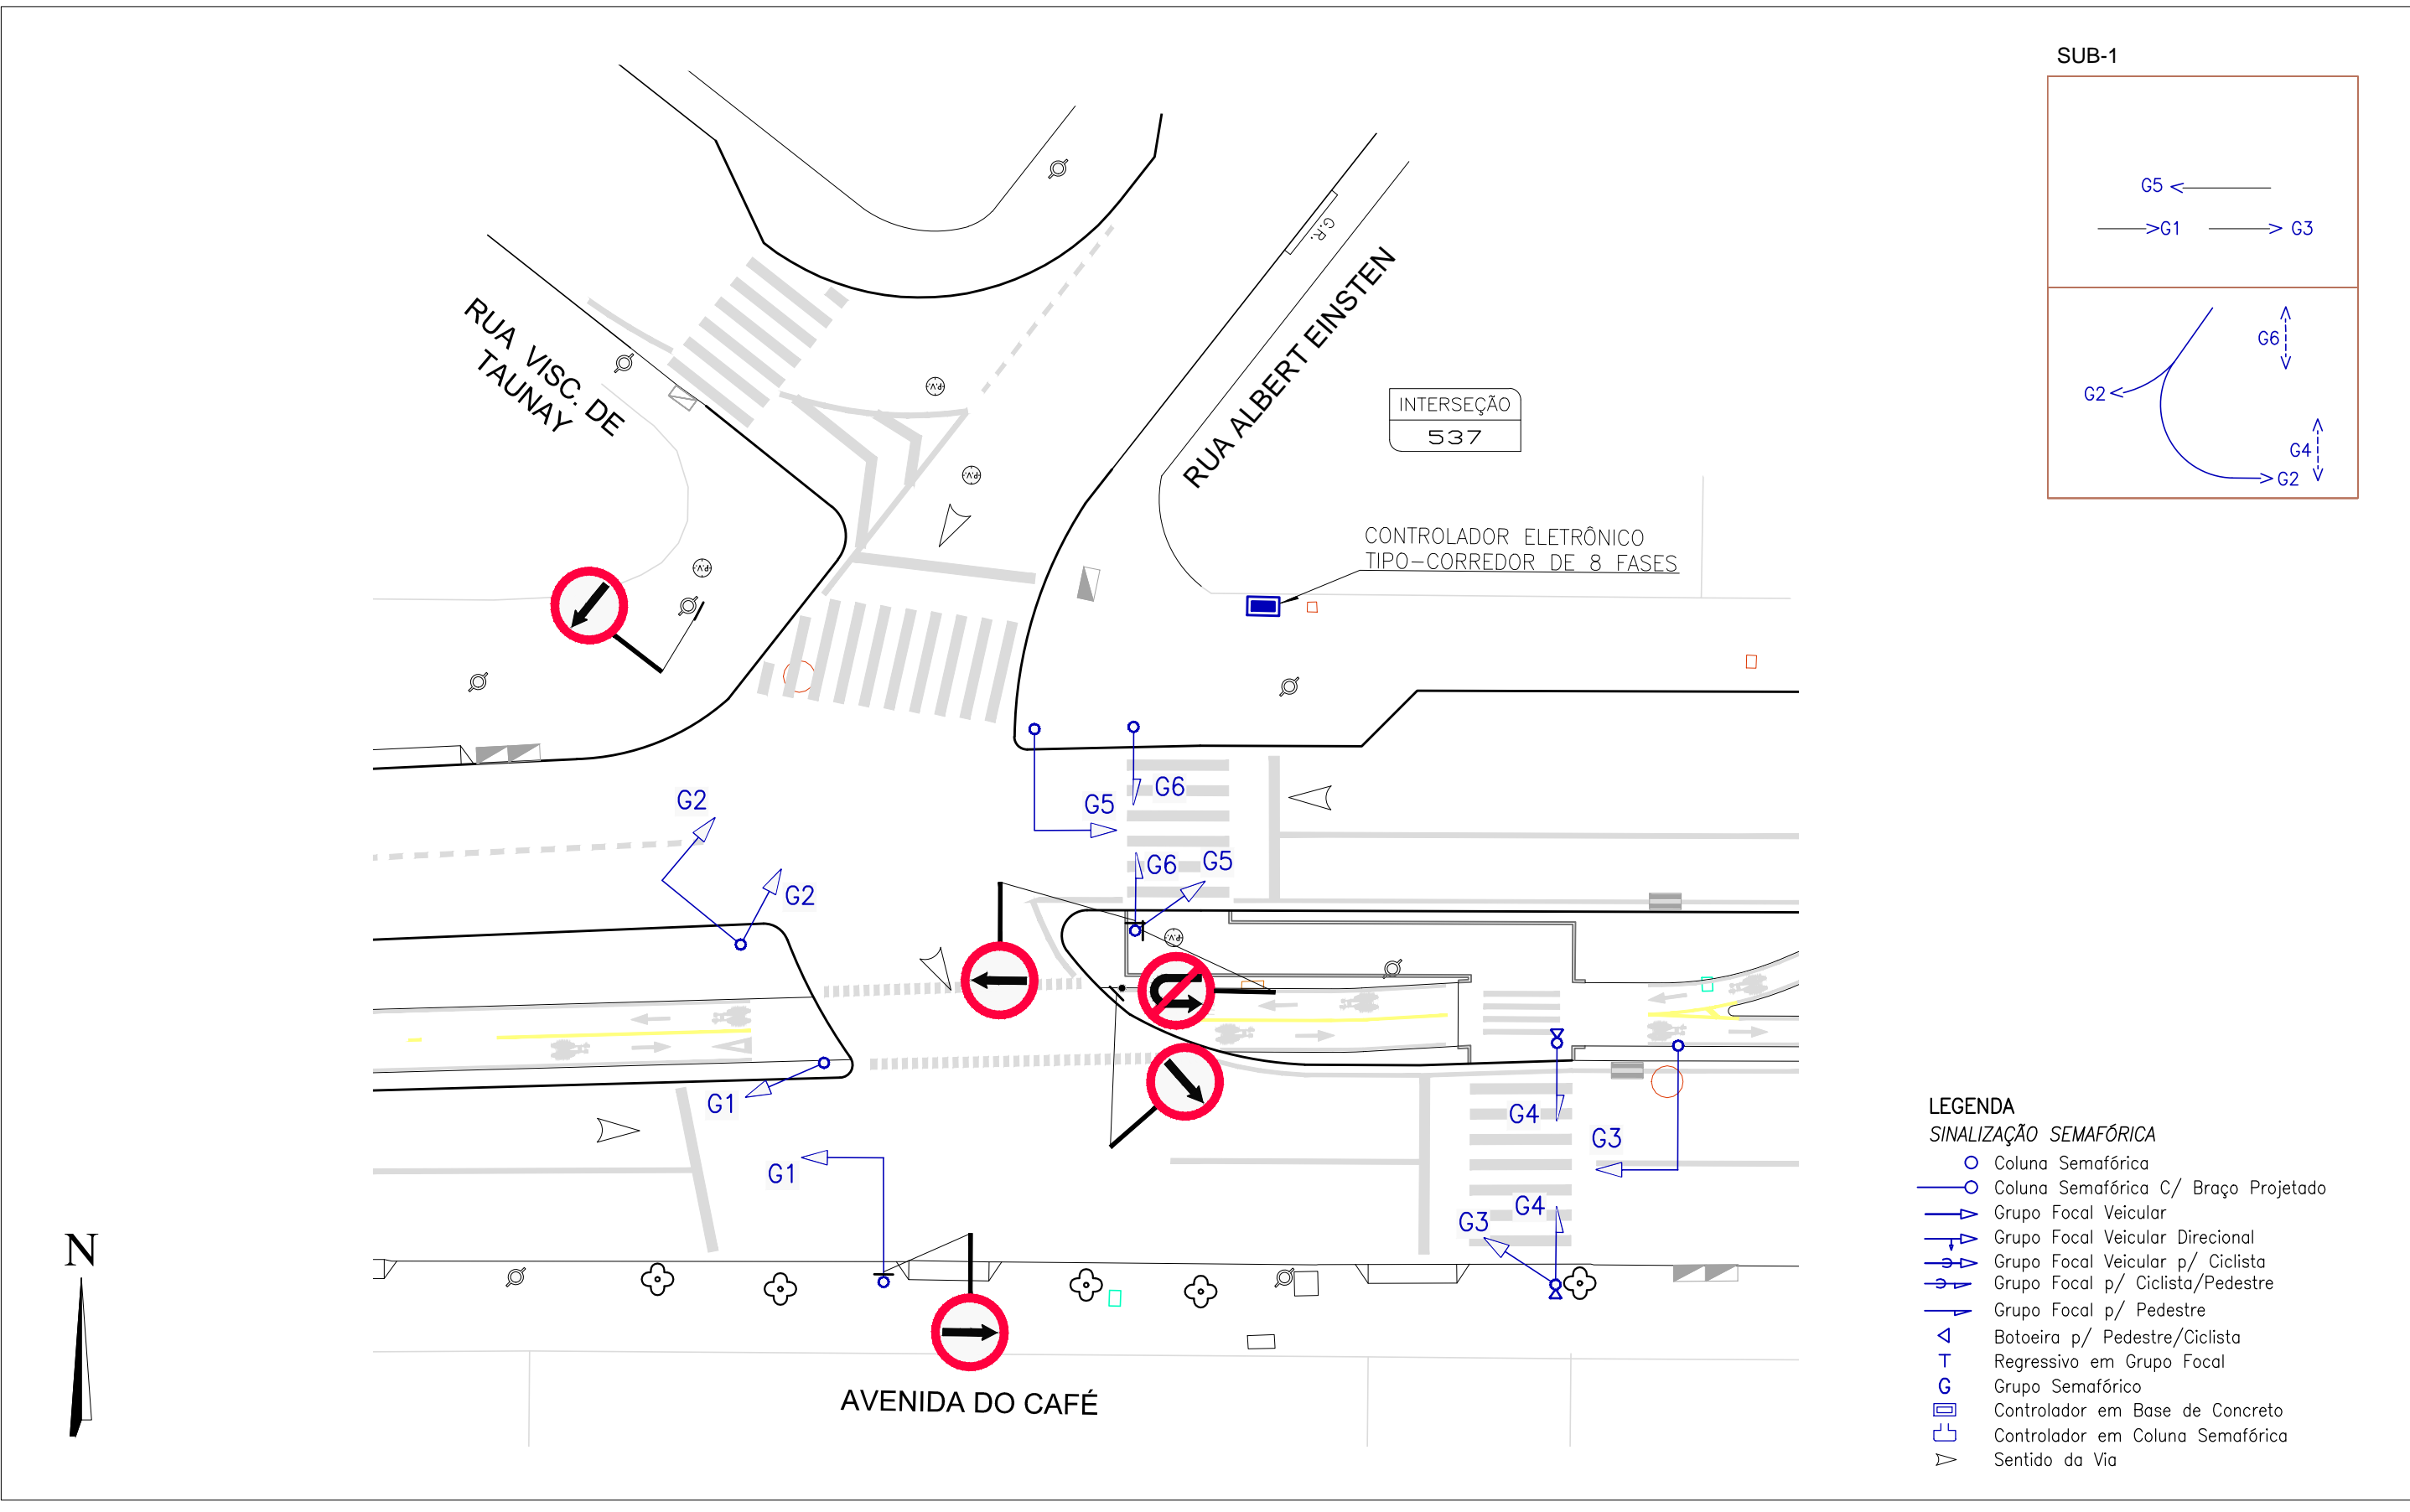 SUB-1
G5
G1
G3
G6
G2
G4
G2
G.R.
RUA VISC. DE
TAUNAY
RUA ALBERT EINSTEN
P.V.
P.V.
P.V.
P.V.
INTERSEÇÃO
537
CONTROLADOR ELETRÔNICO
TIPO-CORREDOR DE 8 FASES
G2
G2
G5
G6
G6
G5
G1
G1
G4
G3
G4
G3
N
AVENIDA DO CAFÉ
LEGENDA
SINALIZAÇÃO SEMAFÓRICA
Coluna Semafórica
Coluna Semafórica C/ Braço Projetado
Grupo Focal Veicular
Grupo Focal Veicular Direcional
Grupo Focal Veicular p/ Ciclista
Grupo Focal p/ Ciclista/Pedestre
Grupo Focal p/ Pedestre
Botoeira p/ Pedestre/Ciclista
T Regressivo em Grupo Focal
G Grupo Semafórico
Controlador em Base de Concreto
Controlador em Coluna Semafórica
Sentido da Via